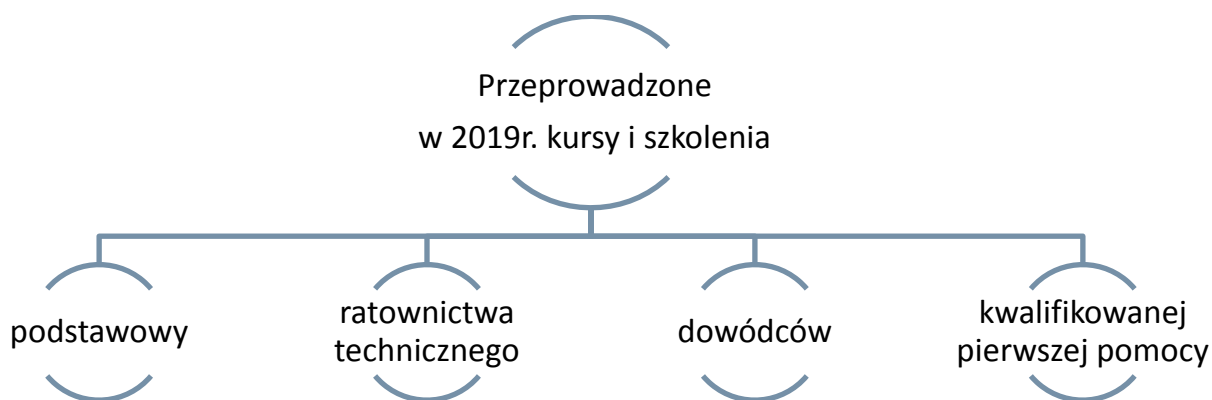 Przeprowadzone
w 2019r. kursy i szkolenia
podstawowy
ratownictwa
technicznego
dowódców
kwalifikowanej
pierwszej pomocy